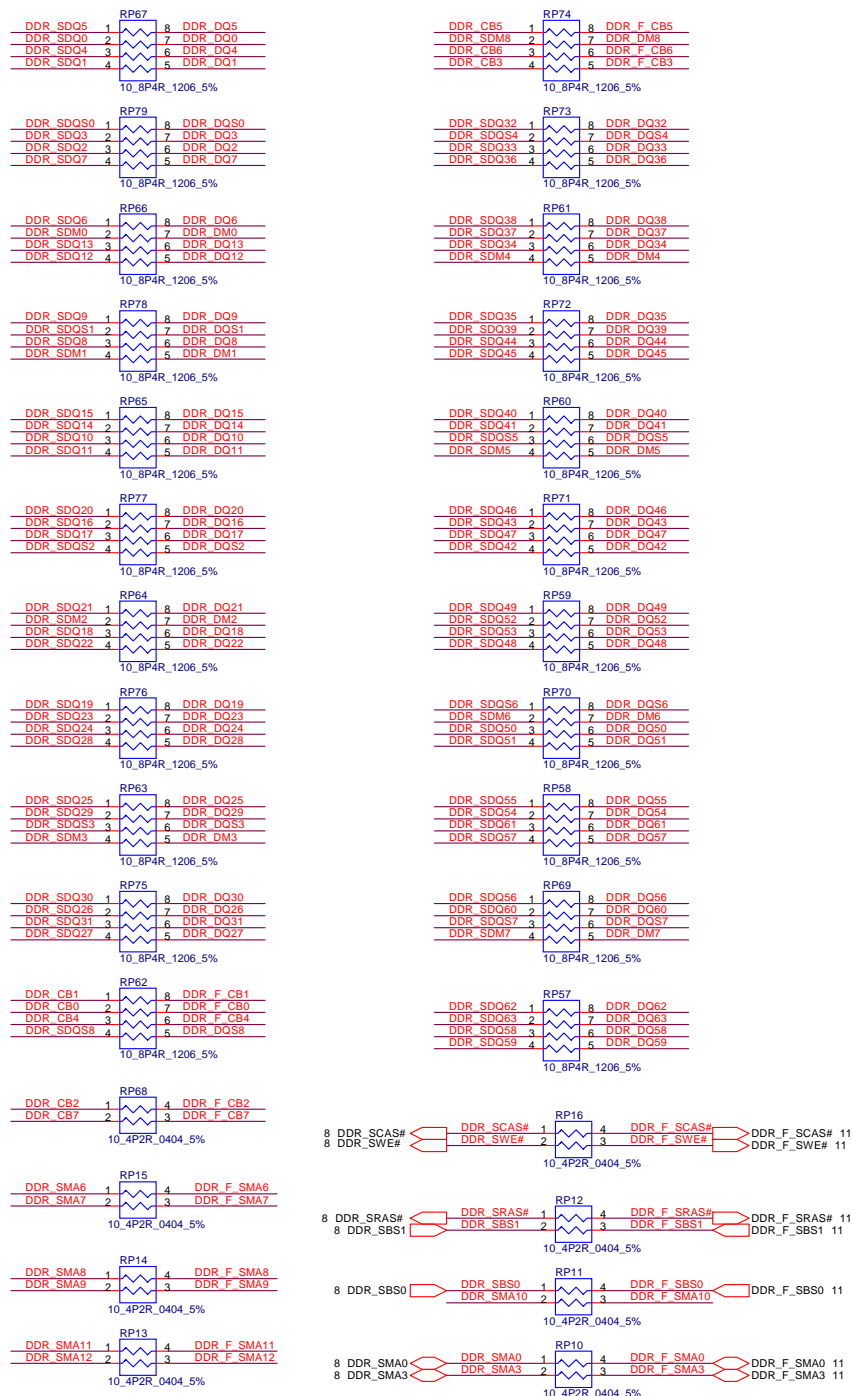 RP67
DDR_SDQ5 1 8 DDR_DQ5
DDR_SDQ0 2 7 DDR_DQ0
DDR_SDQ4 3 6 DDR_DQ4
DDR_SDQ1 4 5 DDR_DQ1
10_8P4R_1206_5%
RP79
DDR_SDQS0 1 8 DDR_DQS0
DDR_SDQ3 2 7 DDR_DQ3
DDR_SDQ2 3 6 DDR_DQ2
DDR_SDQ7 4 5 DDR_DQ7
10_8P4R_1206_5%
RP66
DDR_SDQ6 1 8 DDR_DQ6
DDR_SDM0 2 7 DDR_DM0
DDR_SDQ13 3 6 DDR_DQ13
DDR_SDQ12 4 5 DDR_DQ12
10_8P4R_1206_5%
RP78
DDR_SDQ9 1 8 DDR_DQ9
DDR_SDQS1 2 7 DDR_DQS1
DDR_SDQ8 3 6 DDR_DQ8
DDR_SDM1 4 5 DDR_DM1
10_8P4R_1206_5%
RP65
DDR_SDQ15 1 8 DDR_DQ15
DDR_SDQ14 2 7 DDR_DQ14
DDR_SDQ10 3 6 DDR_DQ10
DDR_SDQ11 4 5 DDR_DQ11
10_8P4R_1206_5%
RP77
DDR_SDQ20 1 8 DDR_DQ20
DDR_SDQ16 2 7 DDR_DQ16
DDR_SDQ17 3 6 DDR_DQ17
DDR_SDQS2 4 5 DDR_DQS2
10_8P4R_1206_5%
RP64
DDR_SDQ21 1 8 DDR_DQ21
DDR_SDM2 2 7 DDR_DM2
DDR_SDQ18 3 6 DDR_DQ18
DDR_SDQ22 4 5 DDR_DQ22
10_8P4R_1206_5%
RP76
DDR_SDQ19 1 8 DDR_DQ19
DDR_SDQ23 2 7 DDR_DQ23
DDR_SDQ24 3 6 DDR_DQ24
DDR_SDQ28 4 5 DDR_DQ28
10_8P4R_1206_5%
RP63
DDR_SDQ25 1 8 DDR_DQ25
DDR_SDQ29 2 7 DDR_DQ29
DDR_SDQS3 3 6 DDR_DQS3
DDR_SDM3 4 5 DDR_DM3
10_8P4R_1206_5%
RP75
DDR_SDQ30 1 8 DDR_DQ30
DDR_SDQ26 2 7 DDR_DQ26
DDR_SDQ31 3 6 DDR_DQ31
DDR_SDQ27 4 5 DDR_DQ27
10_8P4R_1206_5%
RP62
DDR_CB1 1 8 DDR_F_CB1
DDR_CB0 2 7 DDR_F_CB0
DDR_CB4 3 6 DDR_F_CB4
DDR_SDQS8 4 5 DDR_DQS8
10_8P4R_1206_5%
RP68
DDR_CB2 1 4 DDR_F_CB2
DDR_CB7 2 3 DDR_F_CB7
10_4P2R_0404_5%
RP15
DDR_SMA6 1 4 DDR_F_SMA6
DDR_SMA7 2 3 DDR_F_SMA7
10_4P2R_0404_5%
RP14
DDR_SMA8 1 4 DDR_F_SMA8
DDR_SMA9 2 3 DDR_F_SMA9
10_4P2R_0404_5%
RP13
DDR_SMA11 1 4 DDR_F_SMA11
DDR_SMA12 2 3 DDR_F_SMA12
10_4P2R_0404_5%
RP74
DDR_CB5 1 8 DDR_F_CB5
DDR_SDM8 2 7 DDR_DM8
DDR_CB6 3 6 DDR_F_CB6
DDR_CB3 4 5 DDR_F_CB3
10_8P4R_1206_5%
RP73
DDR_SDQ32 1 8 DDR_DQ32
DDR_SDQS4 2 7 DDR_DQS4
DDR_SDQ33 3 6 DDR_DQ33
DDR_SDQ36 4 5 DDR_DQ36
10_8P4R_1206_5%
RP61
DDR_SDQ38 1 8 DDR_DQ38
DDR_SDQ37 2 7 DDR_DQ37
DDR_SDQ34 3 6 DDR_DQ34
DDR_SDM4 4 5 DDR_DM4
10_8P4R_1206_5%
RP72
DDR_SDQ35 1 8 DDR_DQ35
DDR_SDQ39 2 7 DDR_DQ39
DDR_SDQ44 3 6 DDR_DQ44
DDR_SDQ45 4 5 DDR_DQ45
10_8P4R_1206_5%
RP60
DDR_SDQ40 1 8 DDR_DQ40
DDR_SDQ41 2 7 DDR_DQ41
DDR_SDQS5 3 6 DDR_DQS5
DDR_SDM5 4 5 DDR_DM5
10_8P4R_1206_5%
RP71
DDR_SDQ46 1 8 DDR_DQ46
DDR_SDQ43 2 7 DDR_DQ43
DDR_SDQ47 3 6 DDR_DQ47
DDR_SDQ42 4 5 DDR_DQ42
10_8P4R_1206_5%
RP59
DDR_SDQ49 1 8 DDR_DQ49
DDR_SDQ52 2 7 DDR_DQ52
DDR_SDQ53 3 6 DDR_DQ53
DDR_SDQ48 4 5 DDR_DQ48
10_8P4R_1206_5%
RP70
DDR_SDQS6 1 8 DDR_DQS6
DDR_SDM6 2 7 DDR_DM6
DDR_SDQ50 3 6 DDR_DQ50
DDR_SDQ51 4 5 DDR_DQ51
10_8P4R_1206_5%
RP58
DDR_SDQ55 1 8 DDR_DQ55
DDR_SDQ54 2 7 DDR_DQ54
DDR_SDQ61 3 6 DDR_DQ61
DDR_SDQ57 4 5 DDR_DQ57
10_8P4R_1206_5%
RP69
DDR_SDQ56 1 8 DDR_DQ56
DDR_SDQ60 2 7 DDR_DQ60
DDR_SDQS7 3 6 DDR_DQS7
DDR_SDM7 4 5 DDR_DM7
10_8P4R_1206_5%
RP57
DDR_SDQ62 1 8 DDR_DQ62
DDR_SDQ63 2 7 DDR_DQ63
DDR_SDQ58 3 6 DDR_DQ58
DDR_SDQ59 4 5 DDR_DQ59
10_8P4R_1206_5%
RP16
8 DDR_SCAS# DDR_SCAS# 1 4 DDR_F_SCAS# DDR_F_SCAS# 11
8 DDR_SWE# DDR_SWE# 2 3 DDR_F_SWE# DDR_F_SWE# 11
10_4P2R_0404_5%
RP12
8 DDR_SRAS# DDR_SRAS# 1 4 DDR_F_SRAS# DDR_F_SRAS# 11
8 DDR_SBS1 DDR_SBS1 2 3 DDR_F_SBS1 DDR_F_SBS1 11
10_4P2R_0404_5%
RP11
8 DDR_SBS0 DDR_SBS0 1 4 DDR_F_SBS0 DDR_F_SBS0 11
DDR_SMA10 2 3 DDR_F_SMA10
10_4P2R_0404_5%
RP10
8 DDR_SMA0 DDR_SMA0 1 4 DDR_F_SMA0 DDR_F_SMA0 11
8 DDR_SMA3 DDR_SMA3 2 3 DDR_F_SMA3 DDR_F_SMA3 11
10_4P2R_0404_5%